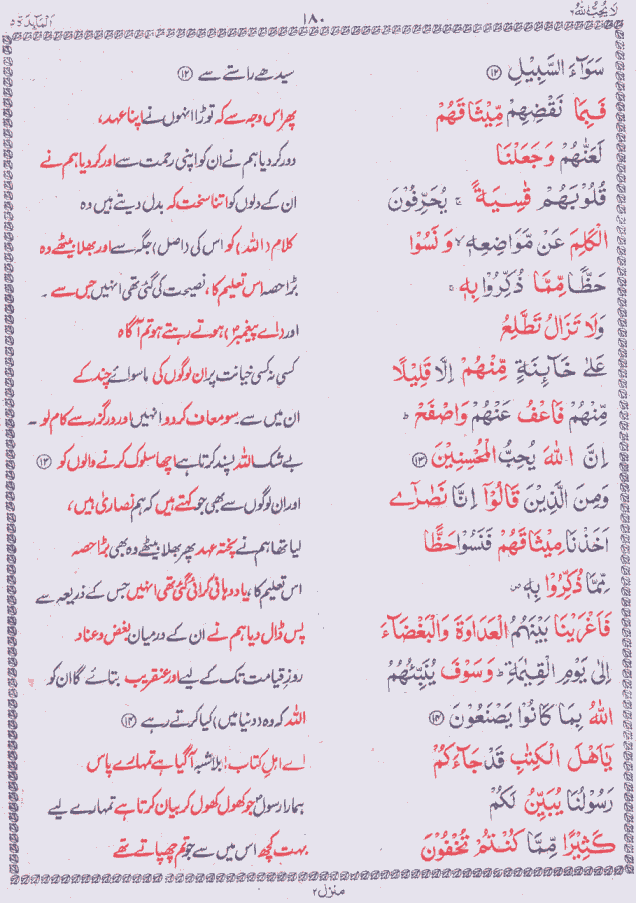 لَا يُحِبُّ اللهُ ٦
١٨٠
اَلْمَآئِدَة ٥
سَوَآءَ السَّبِيْلِ ﴿١٢﴾
سیدھے راستے سے ﴿١٢﴾
فَبِمَا نَقْضِهِمْ مِّيْثَاقَهُمْ
پھر اس وجہ سے کہ توڑا انہوں نے اپنا عہد،
لَعَنّٰهُمْ وَجَعَلْنَا
دور کر دیا ہم نے ان کو اپنی رحمت سے اور کر دیا ہم نے
قُلُوْبَهُمْ قٰسِيَةً ۚ يُحَرِّفُوْنَ
ان کے دلوں کو اتنا سخت کہ بدل دیتے ہیں وہ
الْكَلِمَ عَنْ مَّوَاضِعِهٖ ۙ وَنَسُوْا
کلام (اللہ) کو اس کی (اصل) جگہ سے اور بھلا بیٹھے وہ
حَظًّا مِّمَّا ذُكِّرُوْا بِهٖ ۚ
بڑا حصہ اس تعلیم کا، نصیحت کی گئی تھی انہیں جس سے ۔
وَلَا تَزَالُ تَطَّلِعُ
اور (اے پیغمبرؐ) ہوتے رہتے ہو تم آگاہ
عَلٰى خَآئِنَةٍ مِّنْهُمْ اِلَّا قَلِيْلًا
کسی نہ کسی خیانت پر ان لوگوں کی ماسوائے چند کے
مِّنْهُمْ فَاعْفُ عَنْهُمْ وَاصْفَحْ ؕ
ان میں سے۔ سو معاف کر دو انہیں اور درگزر سے کام لو ۔
اِنَّ اللهَ يُحِبُّ الْمُحْسِنِيْنَ ﴿١٣﴾
بے شک اللہ پسند کرتا ہے اچھا سلوک کرنے والوں کو ﴿١٣﴾
وَمِنَ الَّذِيْنَ قَالُوْٓا اِنَّا نَصٰرٰٓى
اور ان لوگوں سے بھی جو کہتے ہیں کہ ہم نصاریٰ ہیں،
اَخَذْنَا مِيْثَاقَهُمْ فَنَسُوْا حَظًّا
لیا تھا ہم نے پختہ عہد پھر بھلا بیٹھے وہ بھی بڑا حصہ
مِّمَّا ذُكِّرُوْا بِهٖ ۖ
اس تعلیم کا، یاد دہانی کرائی گئی تھی انہیں جس کے ذریعہ سے
فَاَغْرَيْنَا بَيْنَهُمُ الْعَدَاوَةَ وَالْبَغْضَآءَ
پس ڈال دیا ہم نے ان کے درمیان بغض و عناد
اِلٰى يَوْمِ الْقِيٰمَةِ ؕ وَسَوْفَ يُنَبِّئُهُمُ
روزِ قیامت تک کے لیے اور عنقریب بتائے گا ان کو
اللهُ بِمَا كَانُوْا يَصْنَعُوْنَ ﴿١٤﴾
اللہ کہ وہ (دنیا میں) کیا کرتے رہے ﴿١٤﴾
يٰٓاَهْلَ الْكِتٰبِ قَدْ جَآءَكُمْ
اے اہلِ کتاب! بلاشبہ آ گیا ہے تمہارے پاس
رَسُوْلُنَا يُبَيِّنُ لَكُمْ
ہمارا رسولؐ جو کھول کھول کر بیان کرتا ہے تمہارے لیے
كَثِيْرًا مِّمَّا كُنْتُمْ تُخْفُوْنَ
بہت کچھ اس میں سے جو تم چھپاتے تھے
منزل ٢